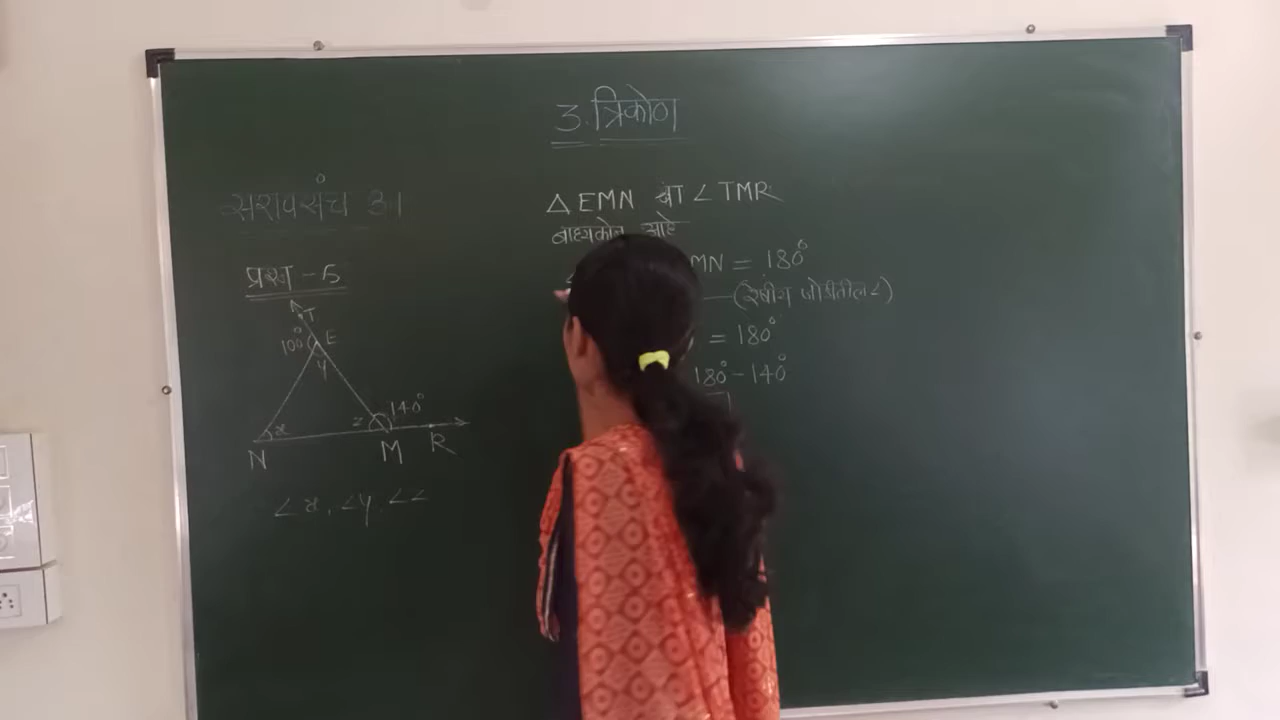 3. त्रिकोण
सरावसंच 3.1
प्रश्न - 5
T
100° E
y
z 140°
x
N M R
∠x, ∠y, ∠z
△ EMN चा ∠TMR
बाह्यकोन आहे
MN = 180°
(रेषीय जोडीतील ∠)
= 180°
180° - 140°